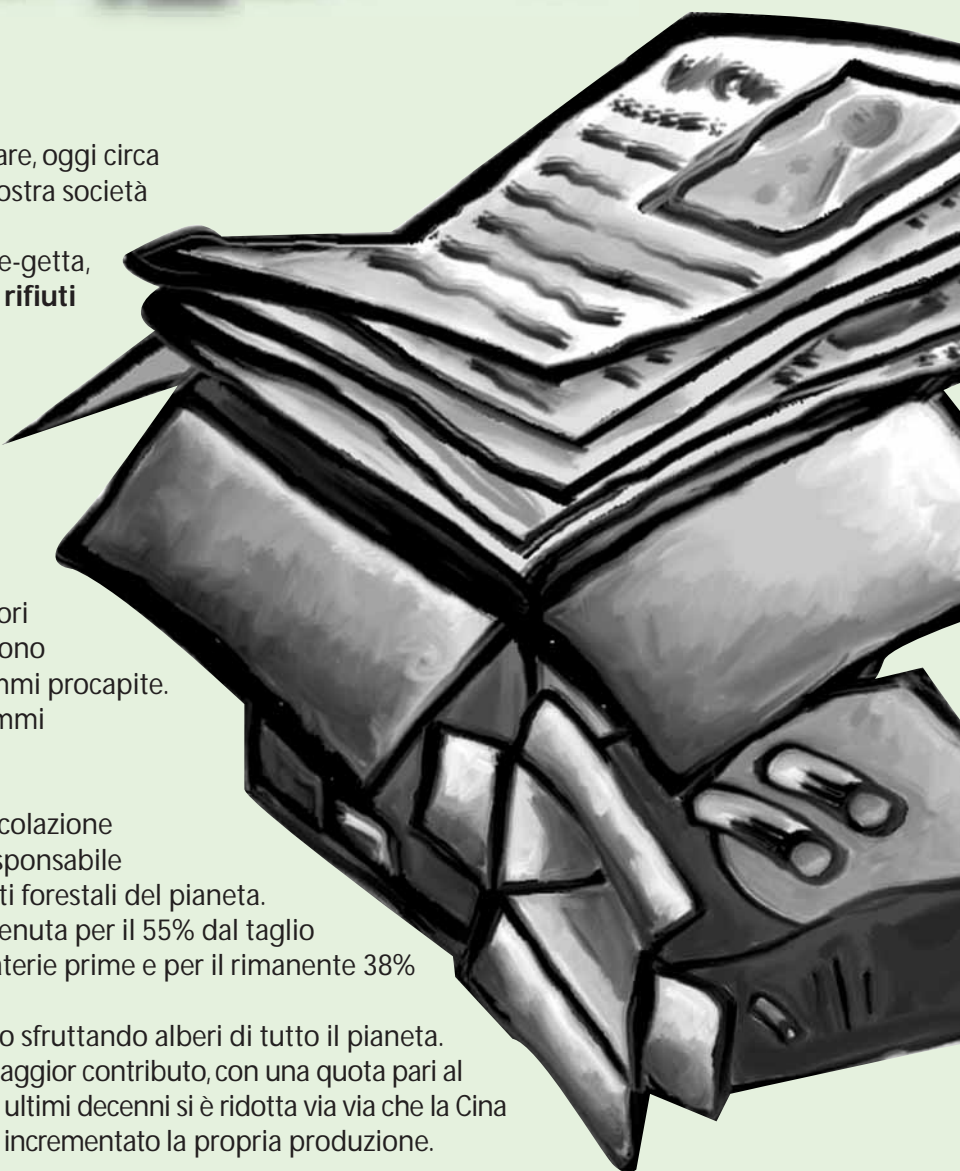 are, oggi circa
ostra società
e-getta,
rifiuti
ori
ono
mmi procapite.
mmi
colazione
sponsabile
ti forestali del pianeta.
enuta per il 55% dal taglio
aterie prime e per il rimanente 38%
o sfruttando alberi di tutto il pianeta.
aggior contributo, con una quota pari al
ultimi decenni si è ridotta via via che la Cina
incrementato la propria produzione.